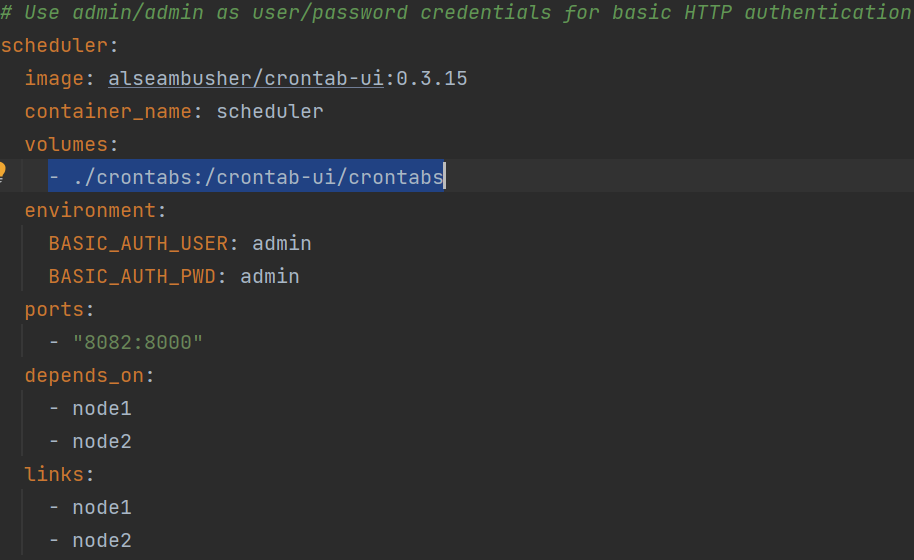 # Use admin/admin as user/password credentials for basic HTTP authentication
scheduler:
image: alseambusher/crontab-ui:0.3.15
container_name: scheduler
volumes:
- ./crontabs:/crontab-ui/crontabs
environment:
BASIC_AUTH_USER: admin
BASIC_AUTH_PWD: admin
ports:
- "8082:8000"
depends_on:
- node1
- node2
links:
- node1
- node2